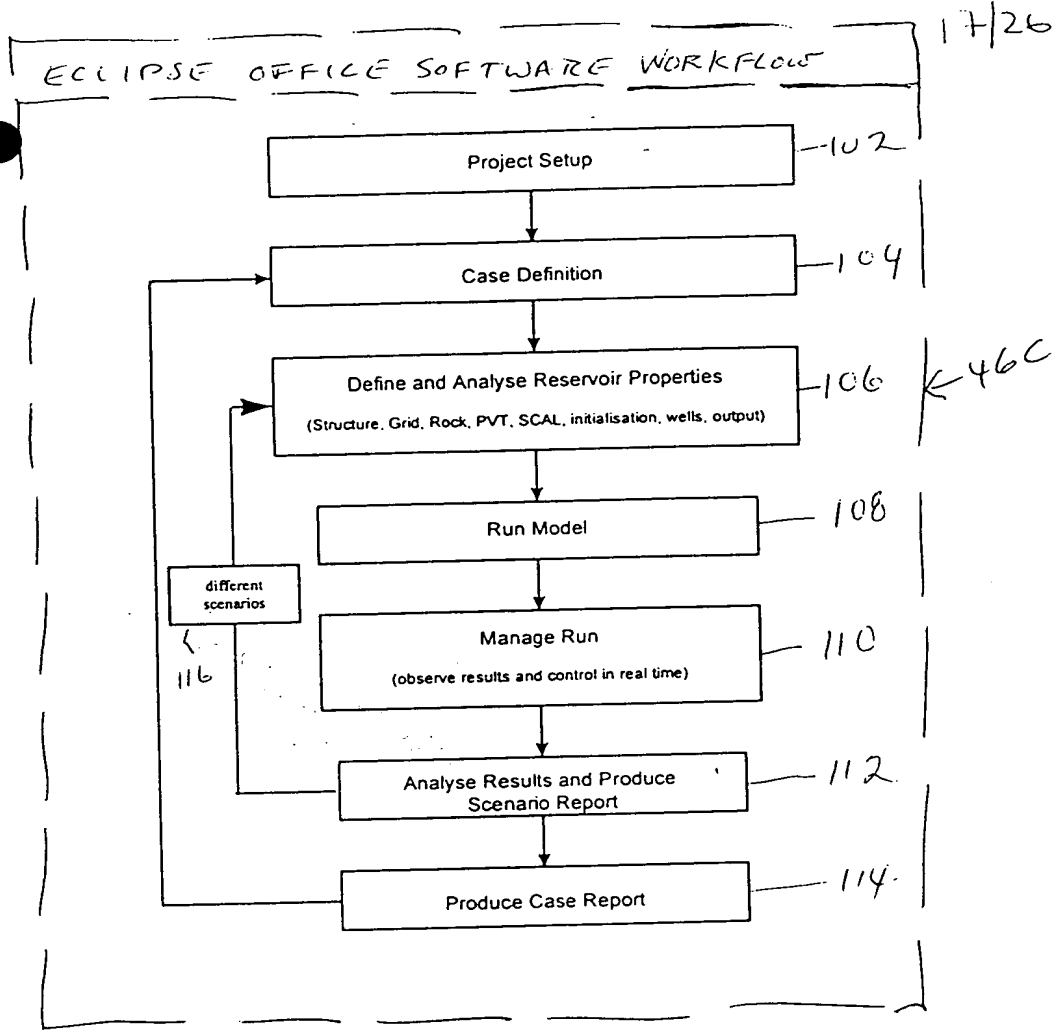 17/26
ECLIPSE OFFICE SOFTWARE WORKFLOW
Project Setup
102
Case Definition
104
Define and Analyse Reservoir Properties
(Structure, Grid, Rock, PVT, SCAL, initialisation, wells, output)
106
46C
Run Model
108
different
scenarios
116
Manage Run
(observe results and control in real time)
110
Analyse Results and Produce
Scenario Report
112
Produce Case Report
114